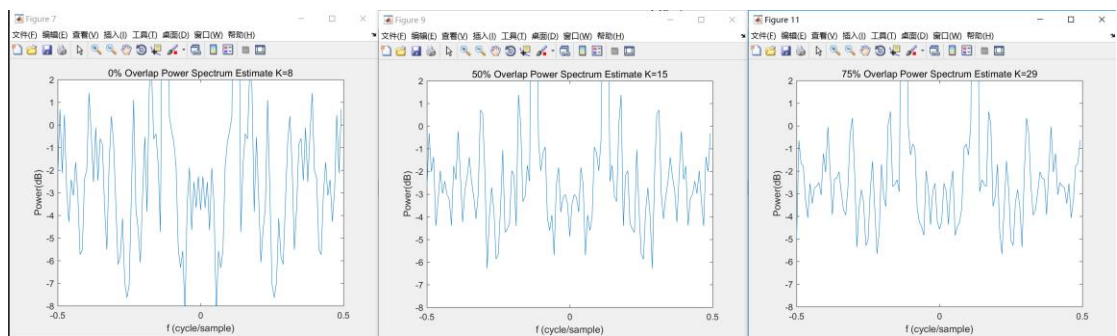 Figure 7
文件(F) 编辑(E) 查看(V) 插入(I) 工具(T) 桌面(D) 窗口(W) 帮助(H)
0% Overlap Power Spectrum Estimate K=8
Power(dB)
2
1
0
-1
-2
-3
-4
-5
-6
-7
-8
-0.5 0 0.5
f (cycle/sample)
Figure 9
文件(F) 编辑(E) 查看(V) 插入(I) 工具(T) 桌面(D) 窗口(W) 帮助(H)
50% Overlap Power Spectrum Estimate K=15
Power(dB)
2
1
0
-1
-2
-3
-4
-5
-6
-7
-8
-0.5 0 0.5
f (cycle/sample)
Figure 11
文件(F) 编辑(E) 查看(V) 插入(I) 工具(T) 桌面(D) 窗口(W) 帮助(H)
75% Overlap Power Spectrum Estimate K=29
Power(dB)
2
1
0
-1
-2
-3
-4
-5
-6
-7
-8
-0.5 0 0.5
f (cycle/sample)